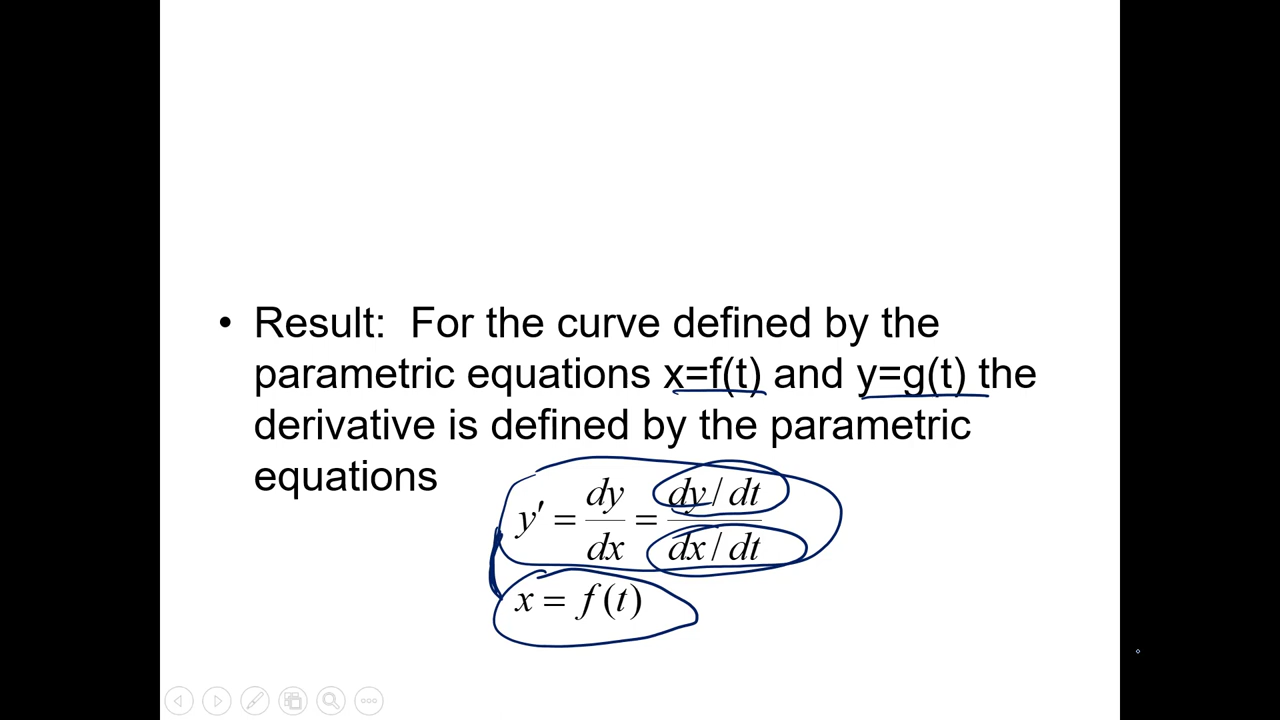 • Result: For the curve defined by the
parametric equations x=f(t) and y=g(t) the
derivative is defined by the parametric
equations
y' = dy/dx = (dy/dt)/(dx/dt)
x = f(t)